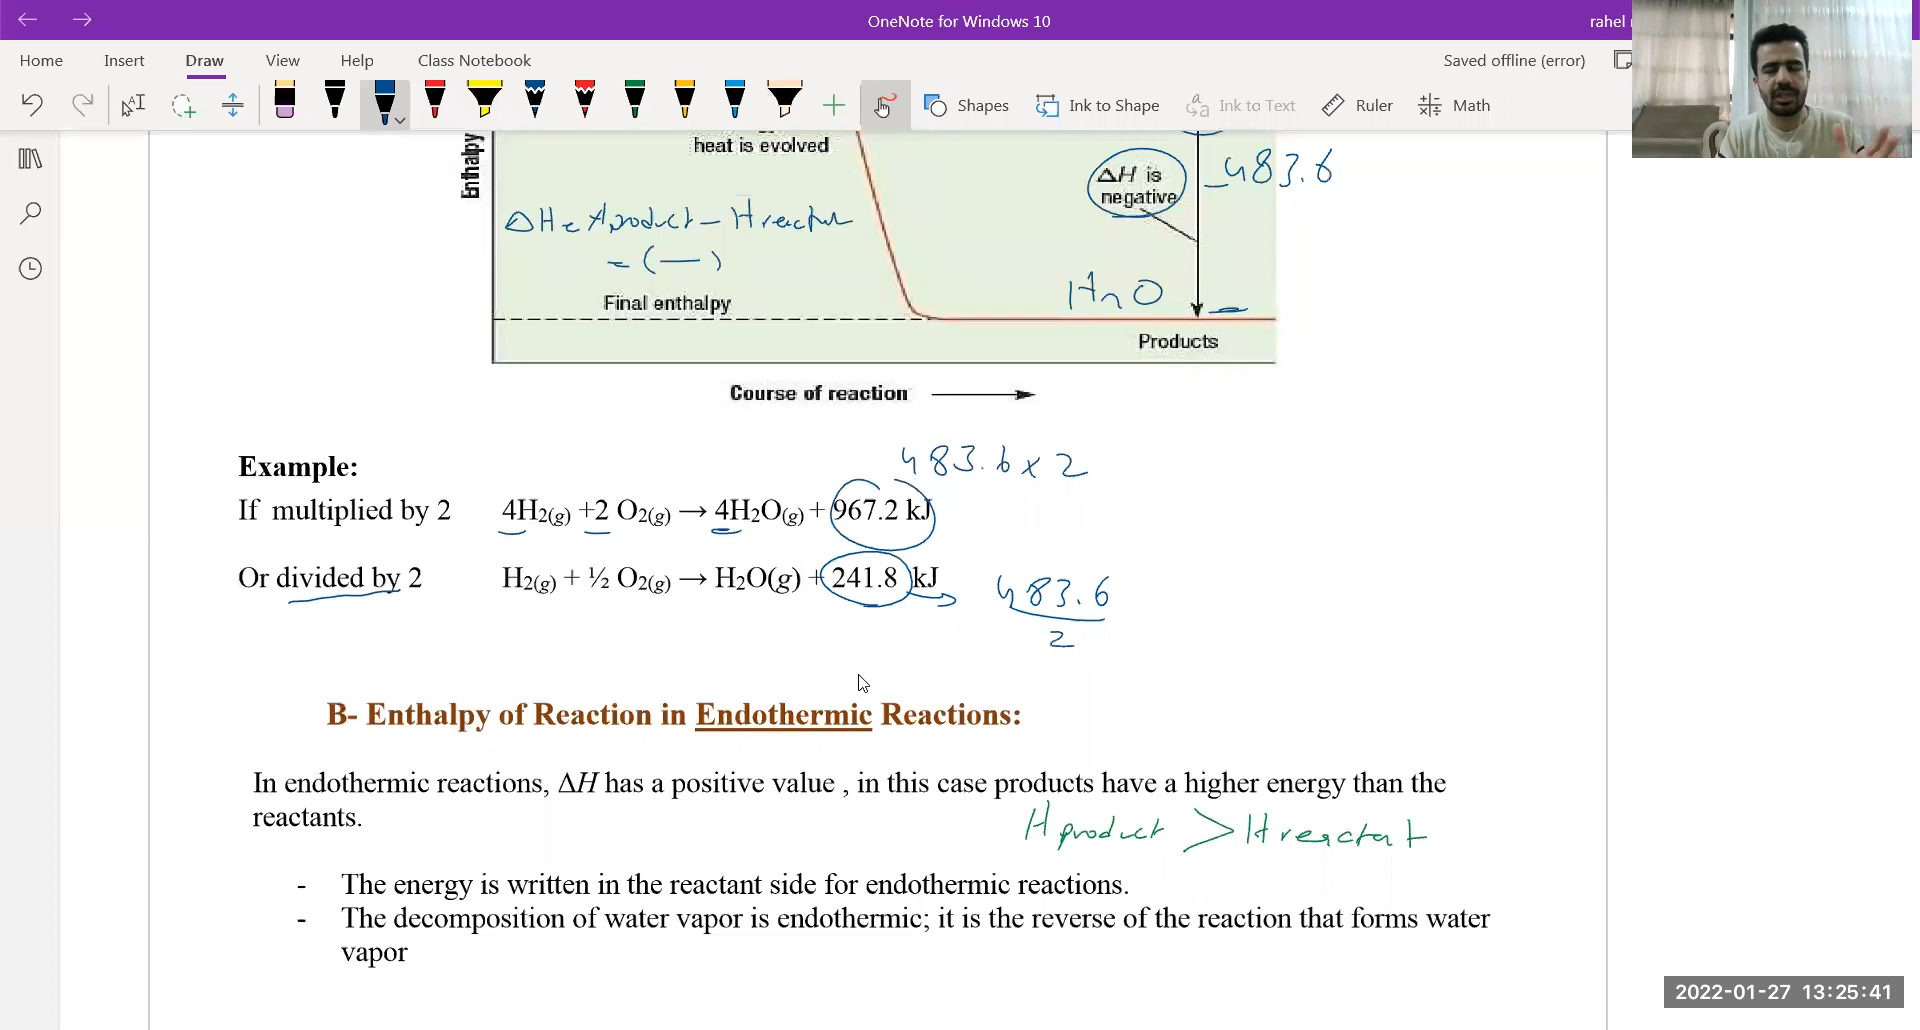 OneNote for Windows 10
rahel
Home Insert Draw View Help Class Notebook
Saved offline (error)
Shapes Ink to Shape Ink to Text Ruler Math
Enthalpy
heat is evolved
ΔH is
negative
-483.6
ΔH = Hproduct - Hreactan
= (—)
H2O
Final enthalpy
Products
Course of reaction
483.6 x 2
Example:
If multiplied by 2 4H2(g) +2 O2(g) → 4H2O(g) + 967.2 kJ
Or divided by 2 H2(g) + ½ O2(g) → H2O(g) + 241.8 kJ
483.6
2
B- Enthalpy of Reaction in Endothermic Reactions:
In endothermic reactions, ΔH has a positive value , in this case products have a higher energy than the
reactants.
H product > H reactat
- The energy is written in the reactant side for endothermic reactions.
- The decomposition of water vapor is endothermic; it is the reverse of the reaction that forms water
vapor
2022-01-27 13:25:41